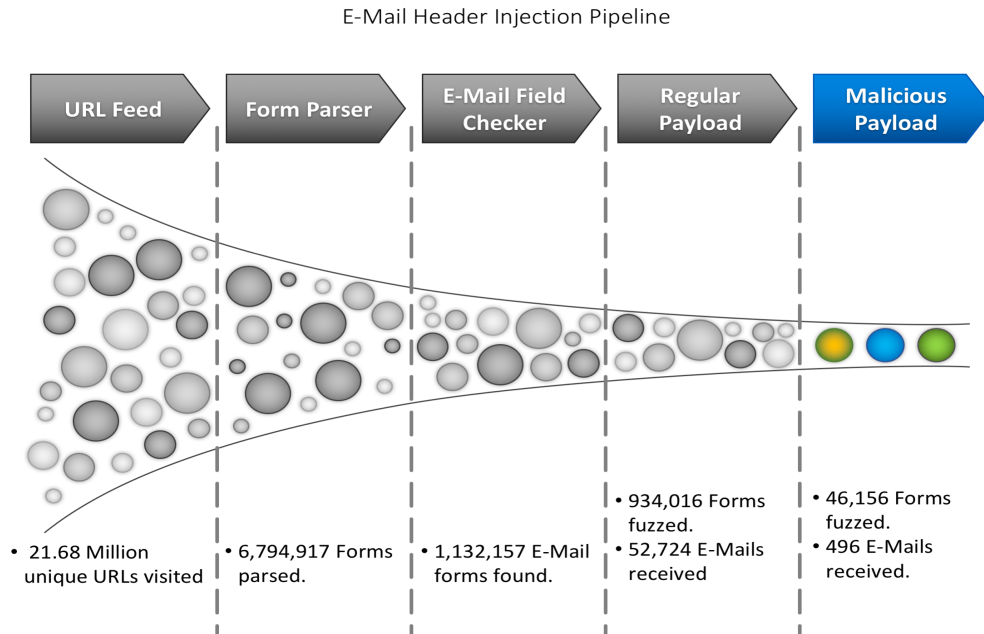 E-Mail Header Injection Pipeline
URL Feed
Form Parser
E-Mail Field
Checker
Regular
Payload
Malicious
Payload
• 21.68 Million
unique URLs visited
• 6,794,917 Forms
parsed.
• 1,132,157 E-Mail
forms found.
• 934,016 Forms
fuzzed.
• 52,724 E-Mails
received
• 46,156 Forms
fuzzed.
• 496 E-Mails
received.